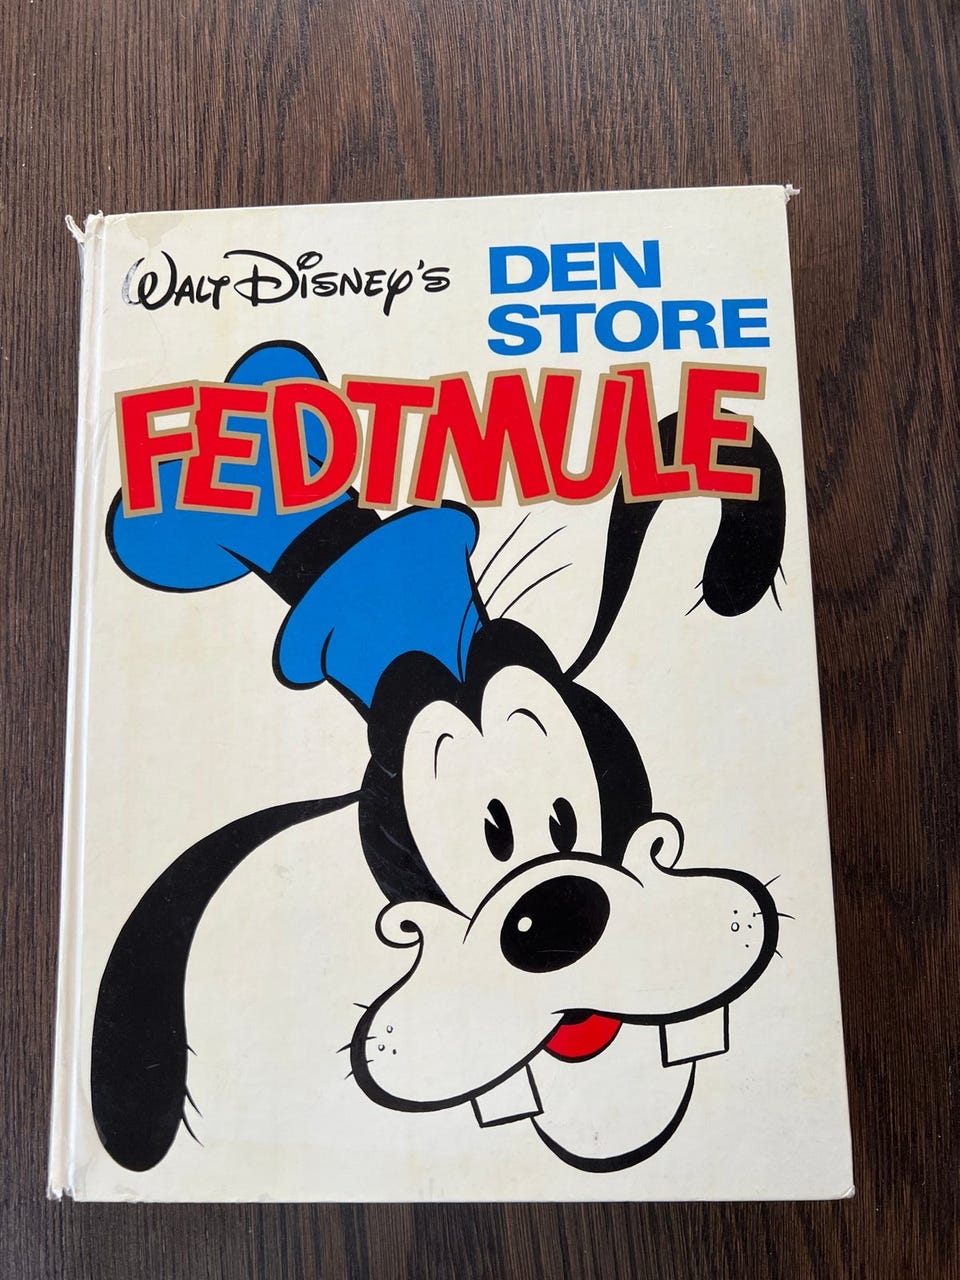 WALT DISNEY'S
DEN
STORE
FEDTMULE